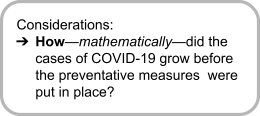 Considerations:
➔ How—mathematically—did the
cases of COVID-19 grow before
the preventative measures were
put in place?